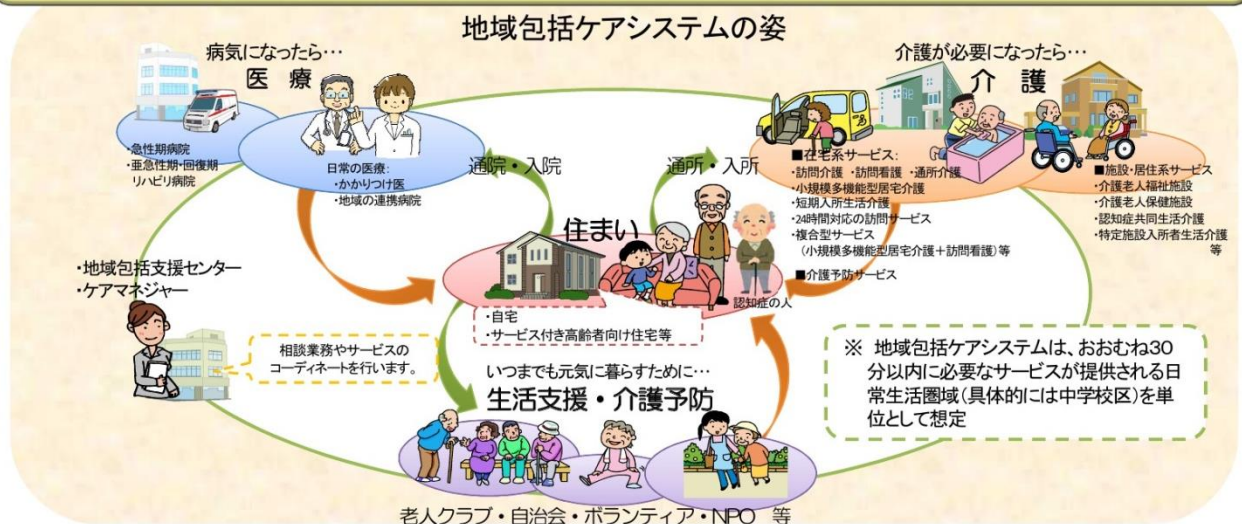 地域包括ケアシステムの姿
病気になったら…
医 療
・急性期病院
・亜急性期・回復期
リハビリ病院
日常の医療:
・かかりつけ医
・地域の連携病院
通院・入院
通所・入所
介護が必要になったら…
介 護
■在宅系サービス:
・訪問介護 ・訪問看護 ・通所介護
・小規模多機能型居宅介護
・短期入所生活介護
・24時間対応の訪問サービス
・複合型サービス
(小規模多機能型居宅介護+訪問看護)等
■介護予防サービス
■施設・居住系サービス
・介護老人福祉施設
・介護老人保健施設
・認知症共同生活介護
・特定施設入所者生活介護
等
住まい
認知症の人
・自宅
・サービス付き高齢者向け住宅等
・地域包括支援センター
・ケアマネジャー
相談業務やサービスの
コーディネートを行います。
いつまでも元気に暮らすために…
生活支援・介護予防
老人クラブ・自治会・ボランティア・NPO 等
※ 地域包括ケアシステムは、おおむね30
分以内に必要なサービスが提供される日
常生活圏域(具体的には中学校区)を単
位として想定